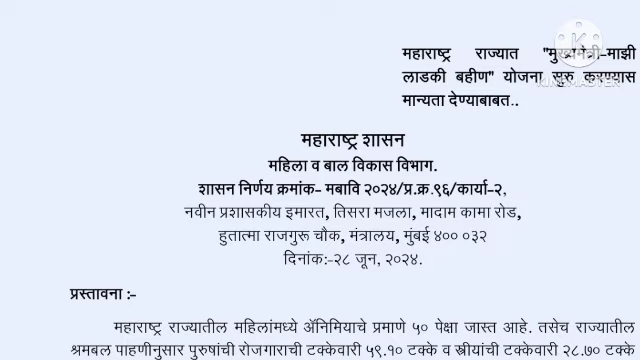 महाराष्ट्र राज्यात "मुख्यमंत्री-माझी
लाडकी बहीण" योजना सुरु करण्यास
मान्यता देण्याबाबत..
KINEMASTER
महाराष्ट्र शासन
महिला व बाल विकास विभाग.
शासन निर्णय क्रमांक- मबावि २०२४/प्र.क्र.९६/कार्या-२,
नवीन प्रशासकीय इमारत, तिसरा मजला, मादाम कामा रोड,
हुतात्मा राजगुरू चौक, मंत्रालय, मुंबई ४०० ०३२
दिनांक:-२८ जून, २०२४.
प्रस्तावना :-
महाराष्ट्र राज्यातील महिलांमध्ये ॲनिमियाचे प्रमाणे ५० पेक्षा जास्त आहे. तसेच राज्यातील
श्रमबल पाहणीनुसार पुरुषांची रोजगाराची टक्केवारी ५९.१० टक्के व स्त्रीयांची टक्केवारी २८.७० टक्के